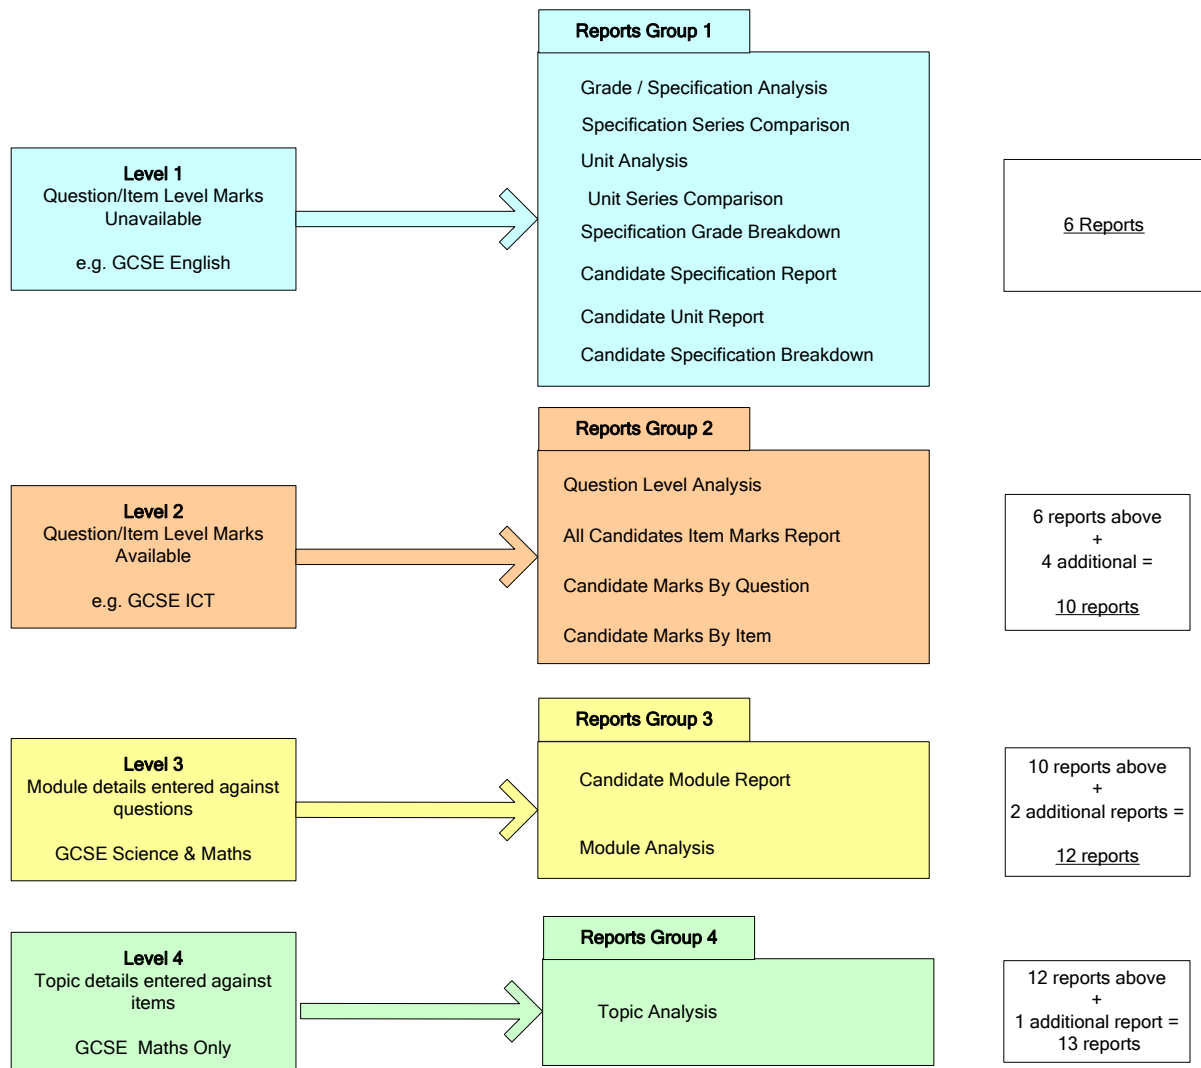 Reports Group 1
Grade / Specification Analysis
Specification Series Comparison
Unit Analysis
Unit Series Comparison
Specification Grade Breakdown
Candidate Specification Report
Candidate Unit Report
Candidate Specification Breakdown
Level 1
Question/Item Level Marks
Unavailable
e.g. GCSE English
6 Reports
Reports Group 2
Question Level Analysis
All Candidates Item Marks Report
Candidate Marks By Question
Candidate Marks By Item
Level 2
Question/Item Level Marks
Available
e.g. GCSE ICT
6 reports above
+
4 additional =
10 reports
Reports Group 3
Candidate Module Report
Module Analysis
Level 3
Module details entered against
questions
GCSE Science & Maths
10 reports above
+
2 additional reports =
12 reports
Reports Group 4
Topic Analysis
Level 4
Topic details entered against
items
GCSE Maths Only
12 reports above
+
1 additional report =
13 reports